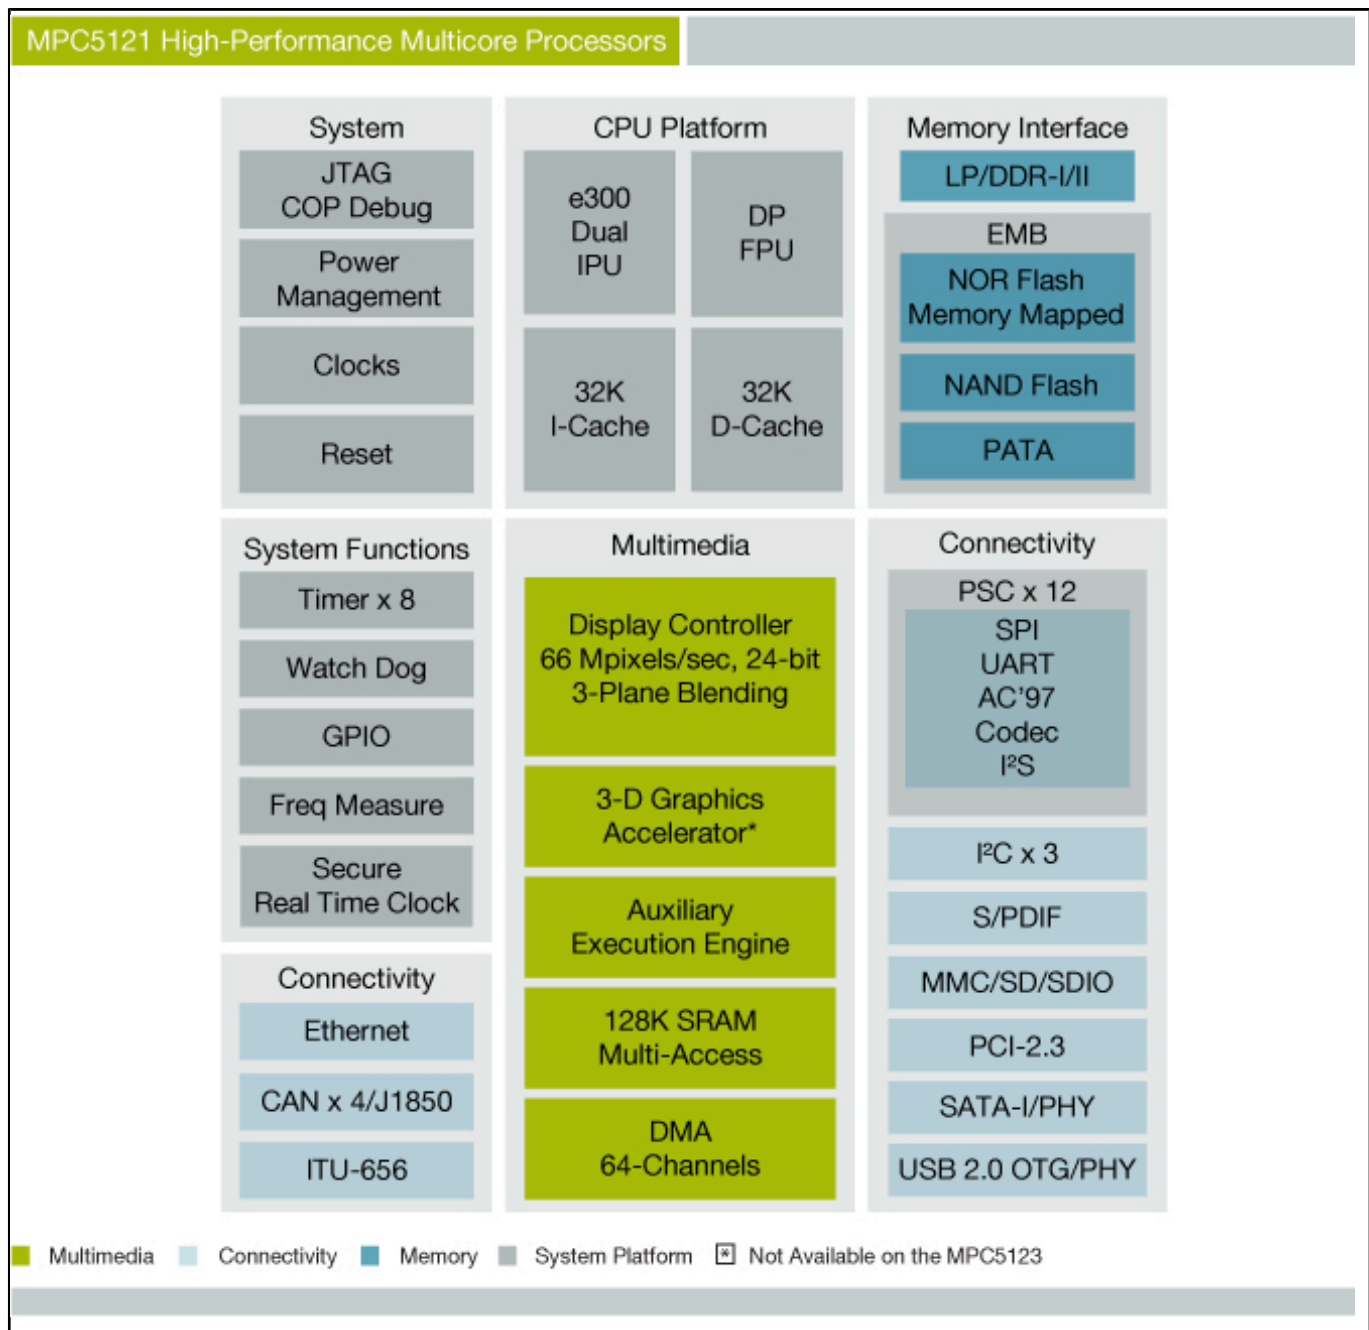 MPC5121 High-Performance Multicore Processors
System
JTAG
COP Debug
Power
Management
Clocks
Reset
CPU Platform
e300
Dual
IPU
DP
FPU
32K
I-Cache
32K
D-Cache
Memory Interface
LP/DDR-I/II
EMB
NOR Flash
Memory Mapped
NAND Flash
PATA
System Functions
Timer x 8
Watch Dog
GPIO
Freq Measure
Secure
Real Time Clock
Connectivity
Ethernet
CAN x 4/J1850
ITU-656
Multimedia
Display Controller
66 Mpixels/sec, 24-bit
3-Plane Blending
3-D Graphics
Accelerator*
Auxiliary
Execution Engine
128K SRAM
Multi-Access
DMA
64-Channels
Connectivity
PSC x 12
SPI
UART
AC’97
Codec
I²S
I²C x 3
S/PDIF
MMC/SD/SDIO
PCI-2.3
SATA-I/PHY
USB 2.0 OTG/PHY
Multimedia Connectivity Memory System Platform * Not Available on the MPC5123